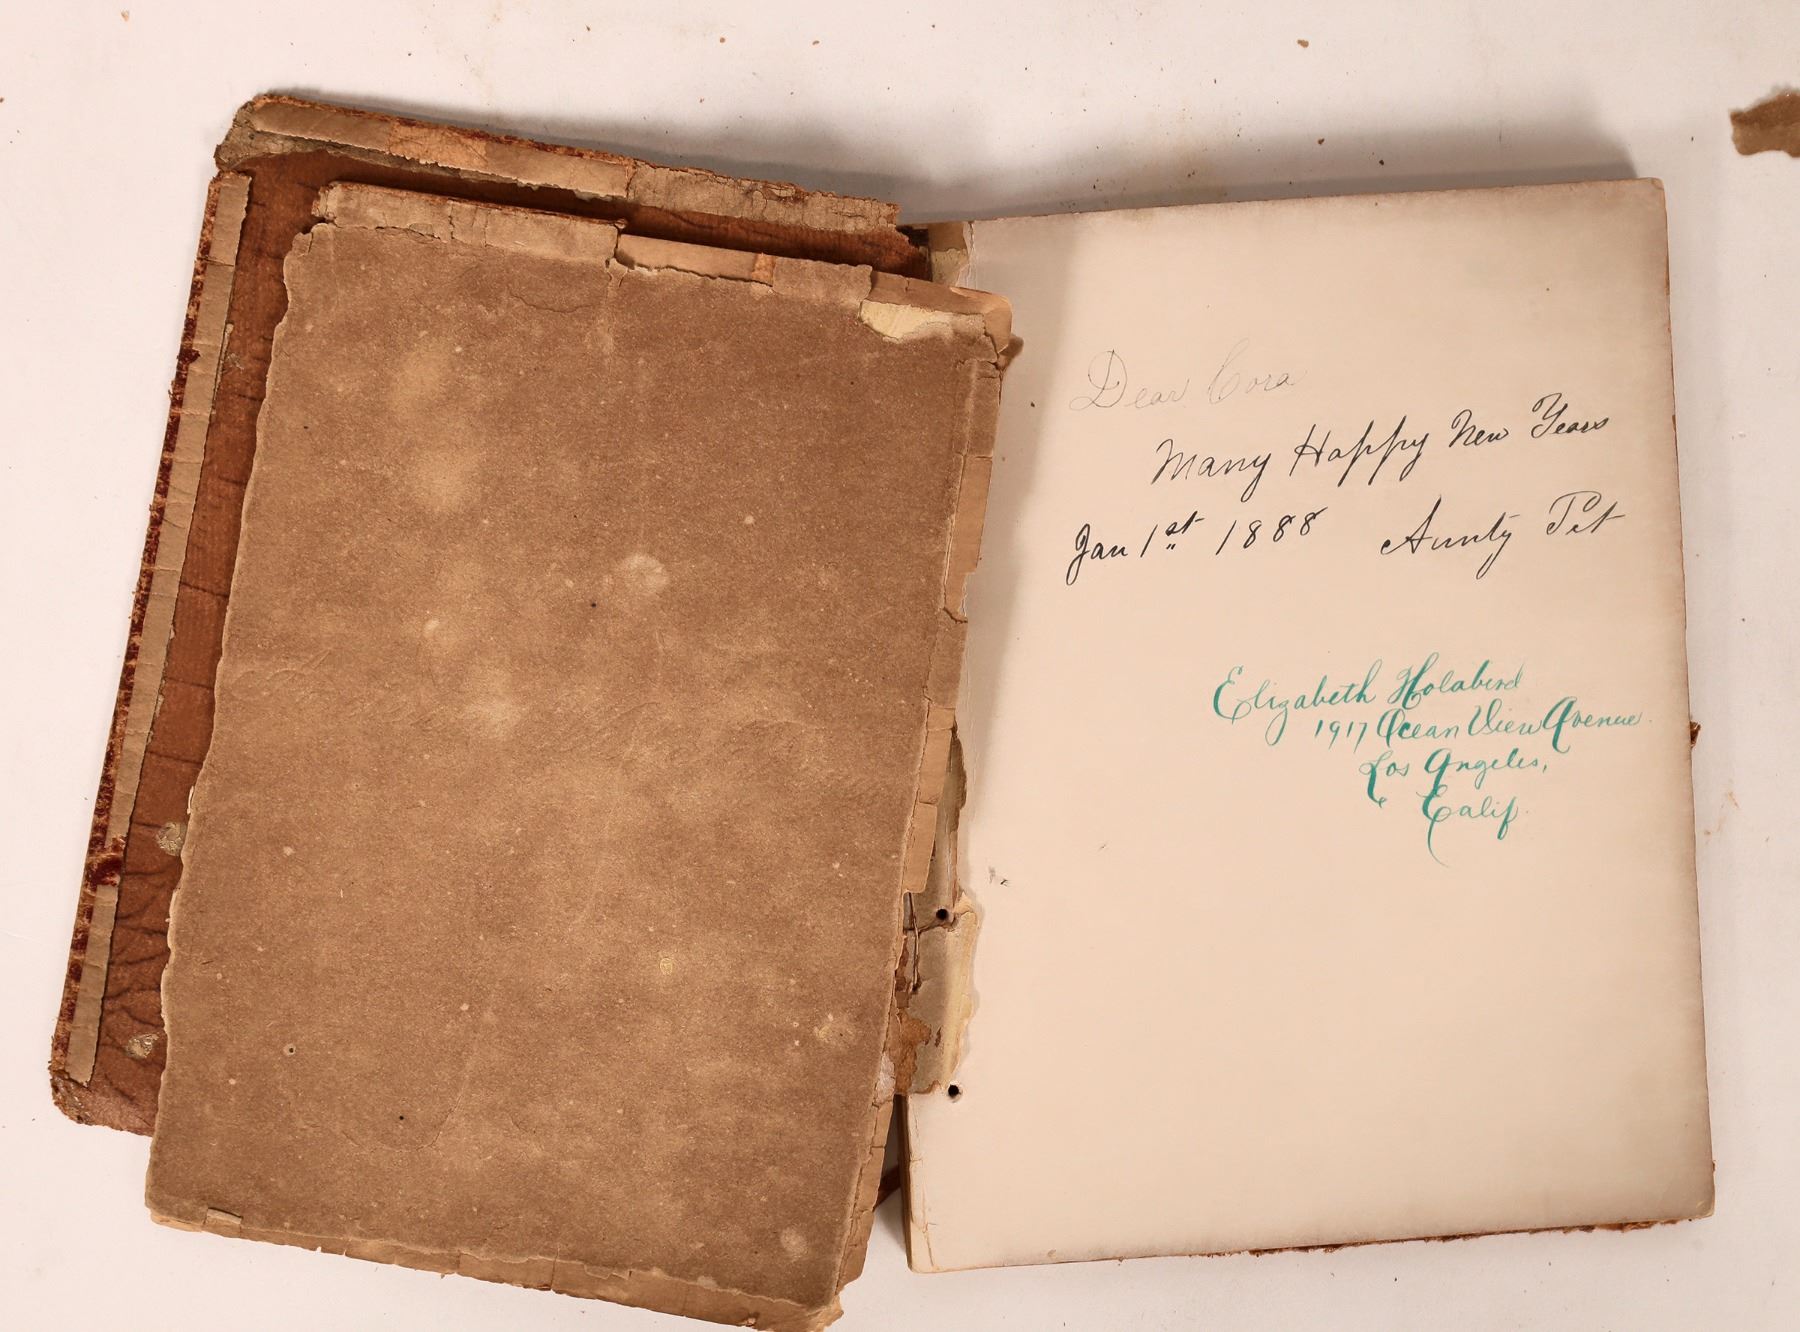 Dear Cora
Many Happy New Years
Jan 1st 1888 Aunty Pet
Elizabeth Holabird
1917 Ocean View Avenue
Los Angeles,
Calif.